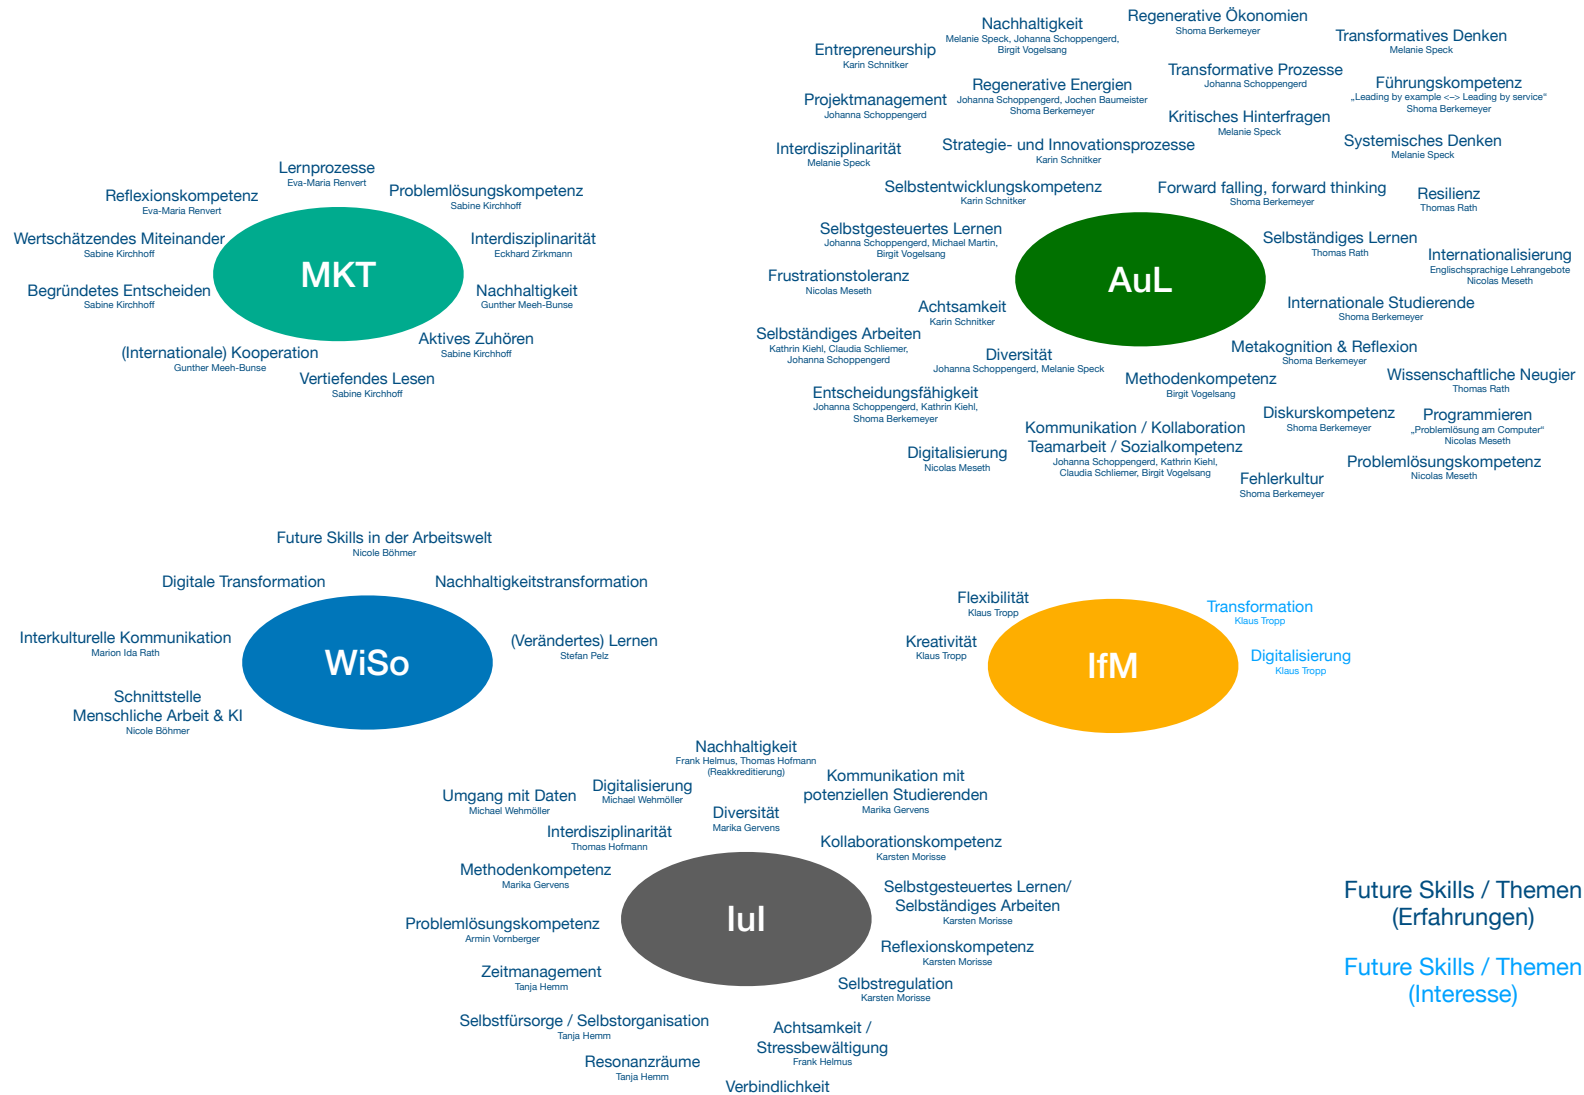 Lernprozesse
Eva-Maria Renvert
Reflexionskompetenz
Eva-Maria Renvert
Problemlösungskompetenz
Sabine Kirchhoff
Wertschätzendes Miteinander
Sabine Kirchhoff
Interdisziplinarität
Eckhard Zirkmann
MKT
Begründetes Entscheiden
Sabine Kirchhoff
Nachhaltigkeit
Gunther Meeh-Bunse
(Internationale) Kooperation
Gunther Meeh-Bunse
Aktives Zuhören
Sabine Kirchhoff
Vertiefendes Lesen
Sabine Kirchhoff
Nachhaltigkeit
Melanie Speck, Johanna Schoppengerd,
Birgit Vogelsang
Regenerative Ökonomien
Shoma Berkemeyer
Transformatives Denken
Melanie Speck
Entrepreneurship
Karin Schnitker
Regenerative Energien
Johanna Schoppengerd, Jochen Baumeister
Shoma Berkemeyer
Transformative Prozesse
Johanna Schoppengerd
Führungskompetenz
„Leading by example <–> Leading by service“
Shoma Berkemeyer
Projektmanagement
Johanna Schoppengerd
Kritisches Hinterfragen
Melanie Speck
Interdisziplinarität
Melanie Speck
Strategie- und Innovationsprozesse
Karin Schnitker
Systemisches Denken
Melanie Speck
Selbstentwicklungskompetenz
Karin Schnitker
Forward falling, forward thinking
Shoma Berkemeyer
Resilienz
Thomas Rath
Selbstgesteuertes Lernen
Johanna Schoppengerd, Michael Martin,
Birgit Vogelsang
Selbständiges Lernen
Thomas Rath
Internationalisierung
Englischsprachige Lehrangebote
Nicolas Meseth
AuL
Frustrationstoleranz
Nicolas Meseth
Achtsamkeit
Karin Schnitker
Internationale Studierende
Shoma Berkemeyer
Selbständiges Arbeiten
Kathrin Kiehl, Claudia Schliemer,
Johanna Schoppengerd
Diversität
Johanna Schoppengerd, Melanie Speck
Metakognition & Reflexion
Shoma Berkemeyer
Methodenkompetenz
Birgit Vogelsang
Wissenschaftliche Neugier
Thomas Rath
Entscheidungsfähigkeit
Johanna Schoppengerd, Kathrin Kiehl,
Shoma Berkemeyer
Diskurskompetenz
Shoma Berkemeyer
Programmieren
„Problemlösung am Computer“
Nicolas Meseth
Kommunikation / Kollaboration
Teamarbeit / Sozialkompetenz
Johanna Schoppengerd, Kathrin Kiehl,
Claudia Schliemer, Birgit Vogelsang
Digitalisierung
Nicolas Meseth
Problemlösungskompetenz
Nicolas Meseth
Fehlerkultur
Shoma Berkemeyer
Future Skills in der Arbeitswelt
Nicole Böhmer
Digitale Transformation
Nachhaltigkeitstransformation
Interkulturelle Kommunikation
Marion Ida Rath
(Verändertes) Lernen
Stefan Pelz
WiSo
Schnittstelle
Menschliche Arbeit & KI
Nicole Böhmer
Flexibilität
Klaus Tropp
Transformation
Klaus Tropp
Kreativität
Klaus Tropp
Digitalisierung
Klaus Tropp
IfM
Nachhaltigkeit
Frank Helmus, Thomas Hofmann
(Reakkreditierung)
Kommunikation mit
potenziellen Studierenden
Marika Gervens
Digitalisierung
Michael Wehmöller
Umgang mit Daten
Michael Wehmöller
Diversität
Marika Gervens
Interdisziplinarität
Thomas Hofmann
Kollaborationskompetenz
Karsten Morisse
Methodenkompetenz
Marika Gervens
Selbstgesteuertes Lernen/
Selbständiges Arbeiten
Karsten Morisse
IuI
Problemlösungskompetenz
Armin Vornberger
Reflexionskompetenz
Karsten Morisse
Zeitmanagement
Tanja Hemm
Selbstregulation
Karsten Morisse
Selbstfürsorge / Selbstorganisation
Tanja Hemm
Achtsamkeit /
Stressbewältigung
Frank Helmus
Resonanzräume
Tanja Hemm
Verbindlichkeit
Future Skills / Themen
(Erfahrungen)
Future Skills / Themen
(Interesse)